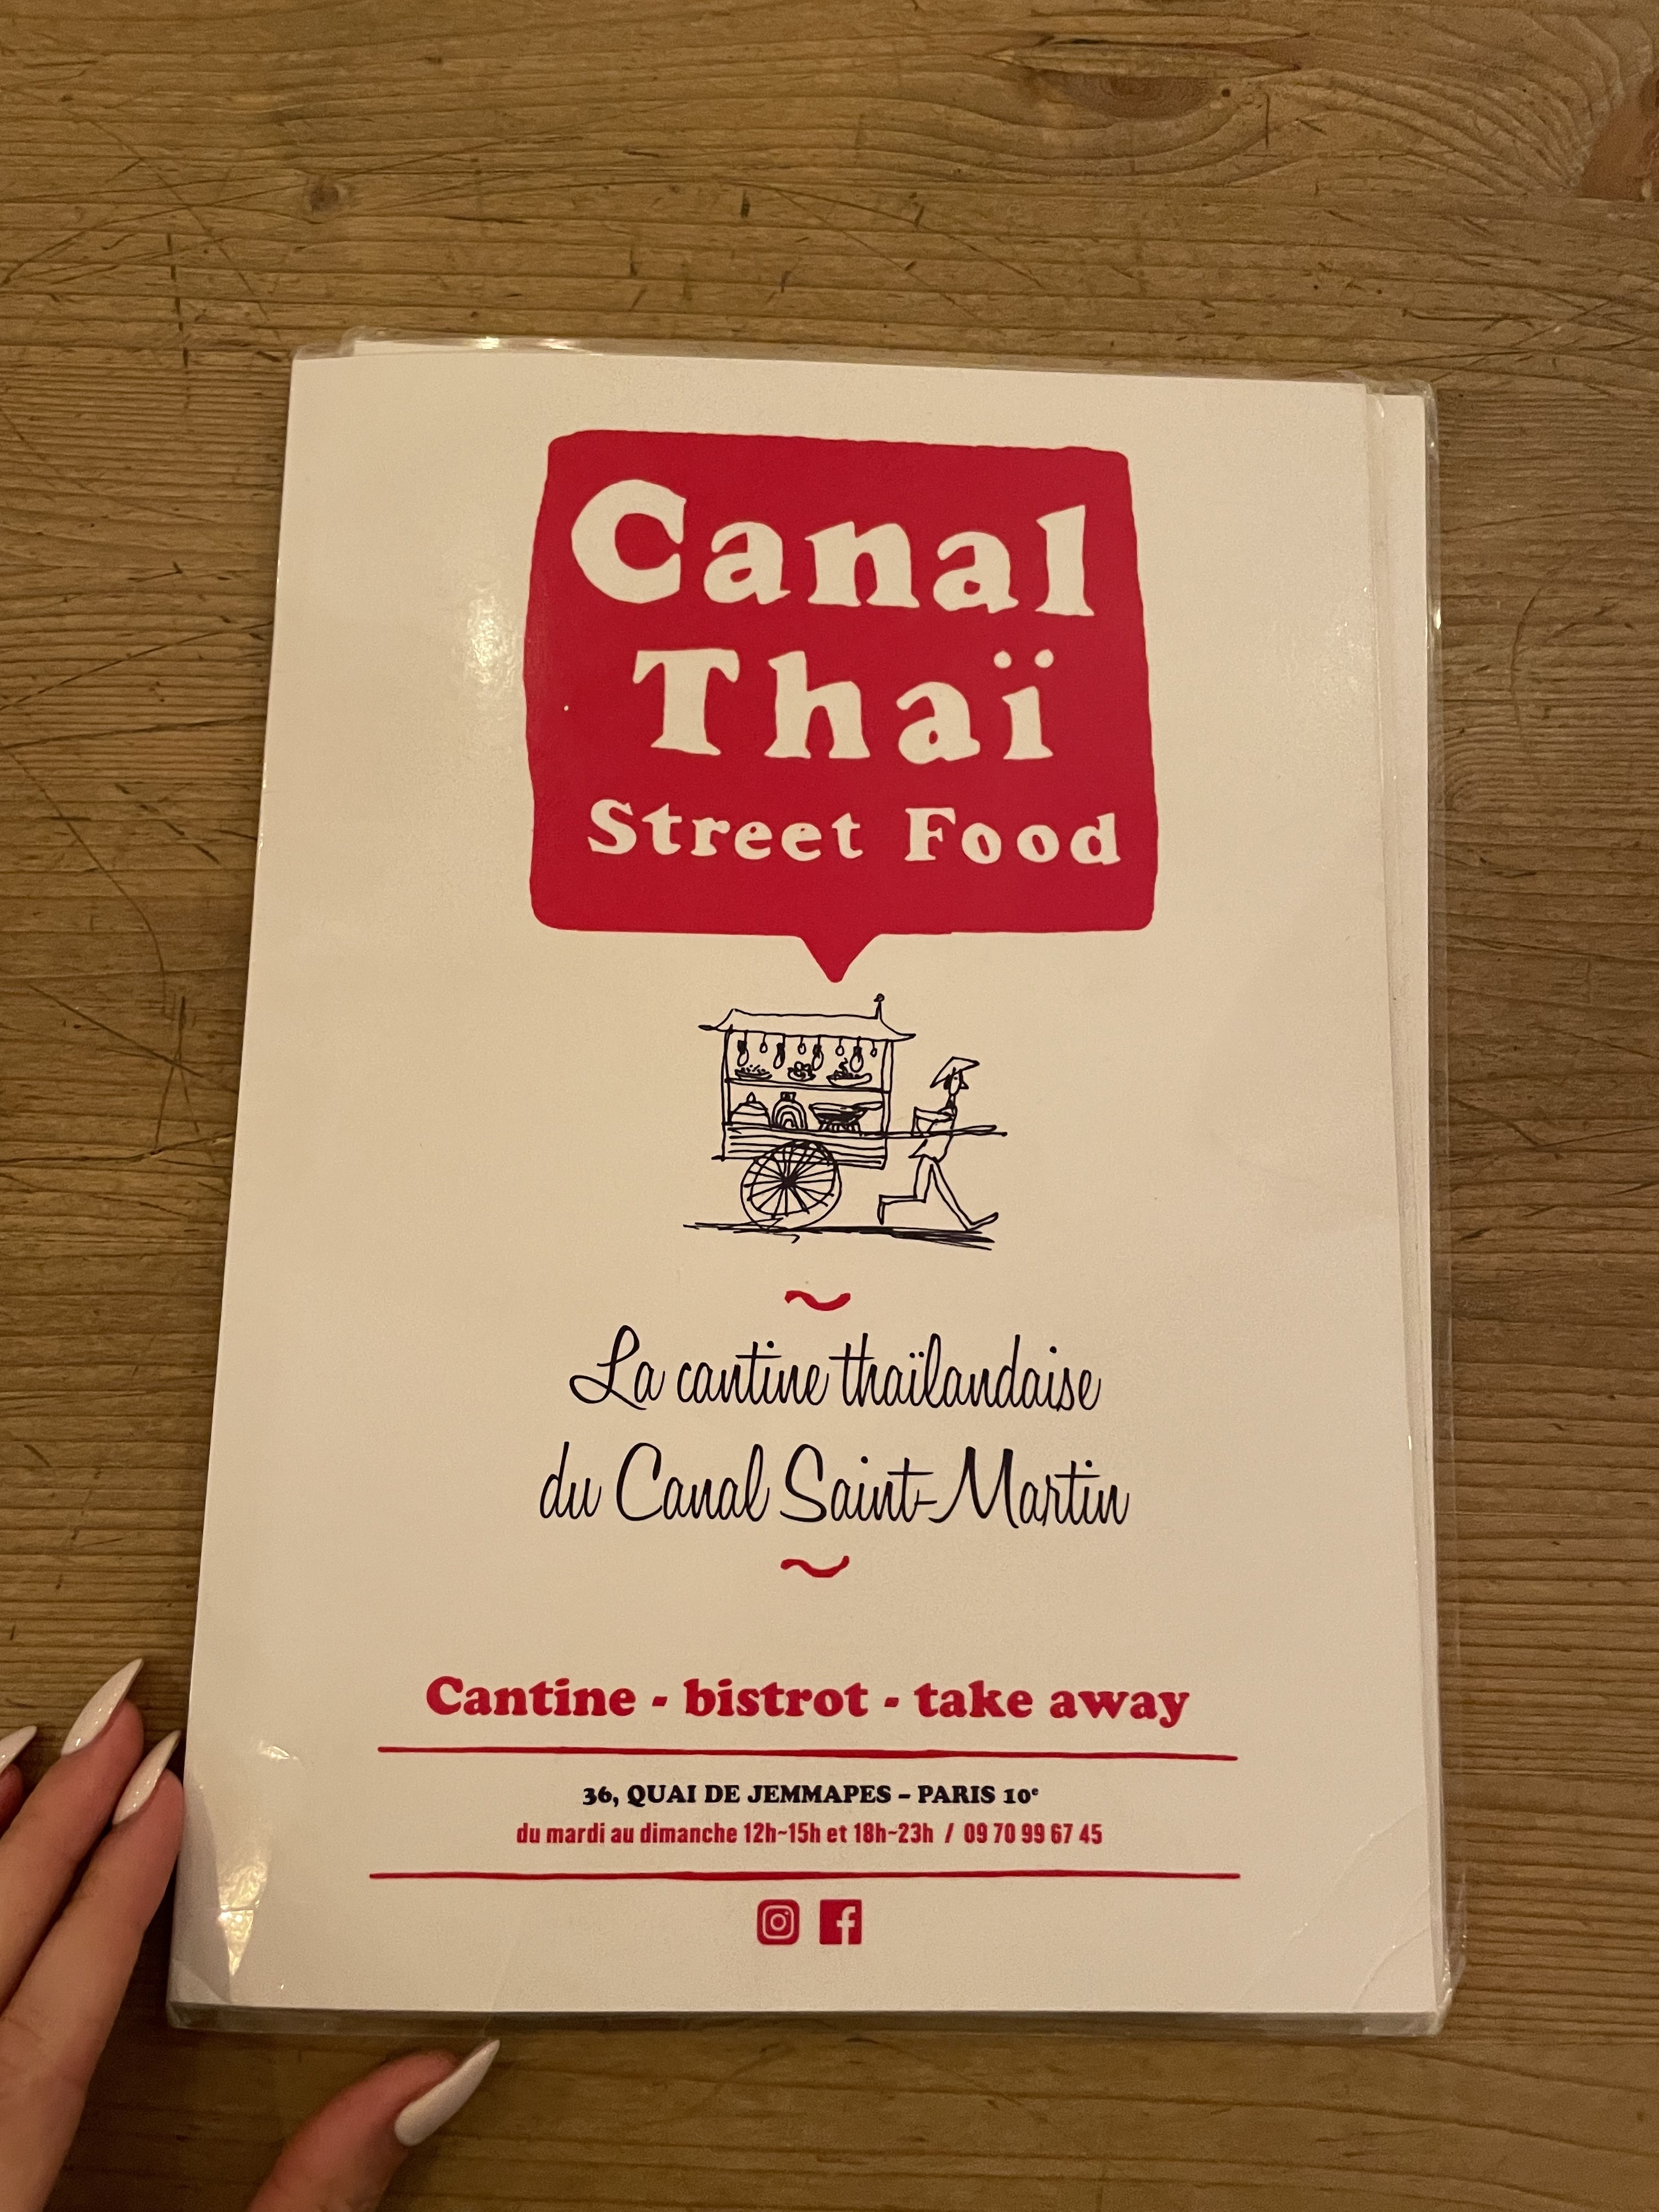 Canal
Thaï
Street Food
La cantine thaïlandaise
du Canal Saint-Martin
Cantine - bistrot - take away
36, QUAI DE JEMMAPES – PARIS 10e
du mardi au dimanche 12h~15h et 18h~23h / 09 70 99 67 45